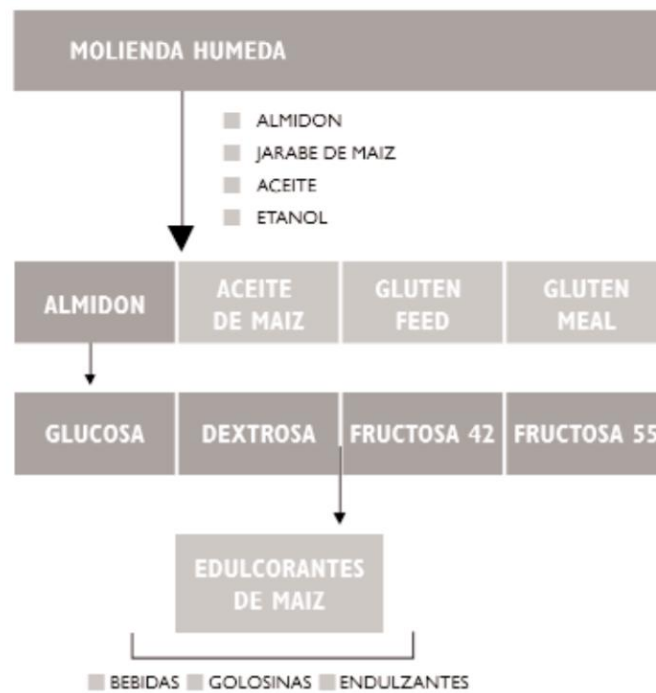 MOLIENDA HUMEDA
ALMIDON
JARABE DE MAIZ
ACEITE
ETANOL
ALMIDON
ACEITE
DE MAIZ
GLUTEN
FEED
GLUTEN
MEAL
GLUCOSA
DEXTROSA
FRUCTOSA 42
FRUCTOSA 55
EDULCORANTES
DE MAIZ
BEBIDAS
GOLOSINAS
ENDULZANTES